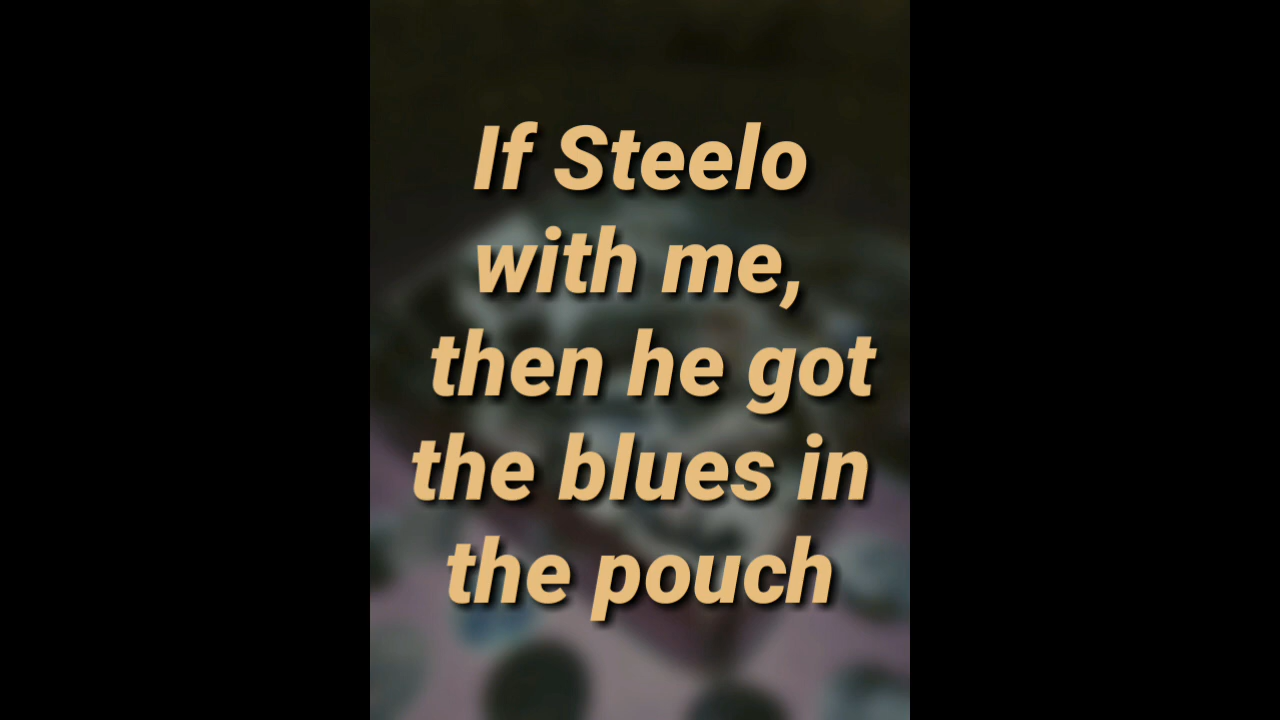 If Steelo
with me,
then he got
the blues in
the pouch